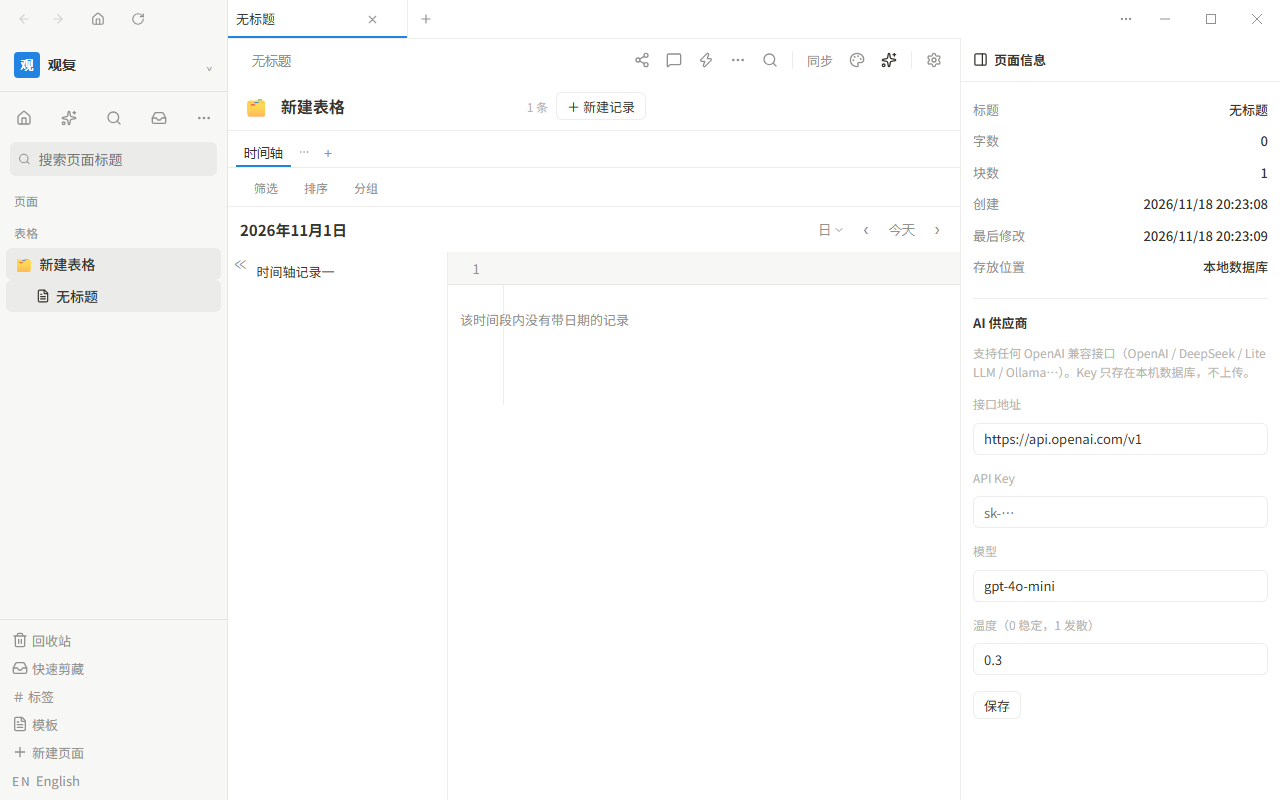 无标题
观 观复
搜索页面标题
页面
表格
新建表格
无标题
回收站
快速剪藏
# 标签
模板
新建页面
EN English
无标题
同步
新建表格
1 条
+ 新建记录
时间轴 ··· +
筛选 排序 分组
2026年11月1日
日 ‹ 今天 ›
时间轴记录一
1
该时间段内没有带日期的记录
页面信息
标题 无标题
字数 0
块数 1
创建 2026/11/18 20:23:08
最后修改 2026/11/18 20:23:09
存放位置 本地数据库
AI 供应商
支持任何 OpenAI 兼容接口（OpenAI / DeepSeek / Lite
LLM / Ollama…）。Key 只存在本机数据库，不上传。
接口地址
https://api.openai.com/v1
API Key
sk-…
模型
gpt-4o-mini
温度（0 稳定，1 发散）
0.3
保存